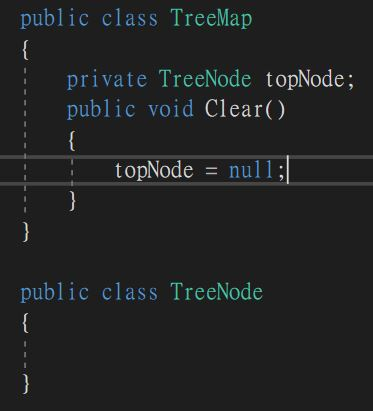 public class TreeMap
{
    private TreeNode topNode;
    public void Clear()
    {
        topNode = null;
    }
}

public class TreeNode
{

}